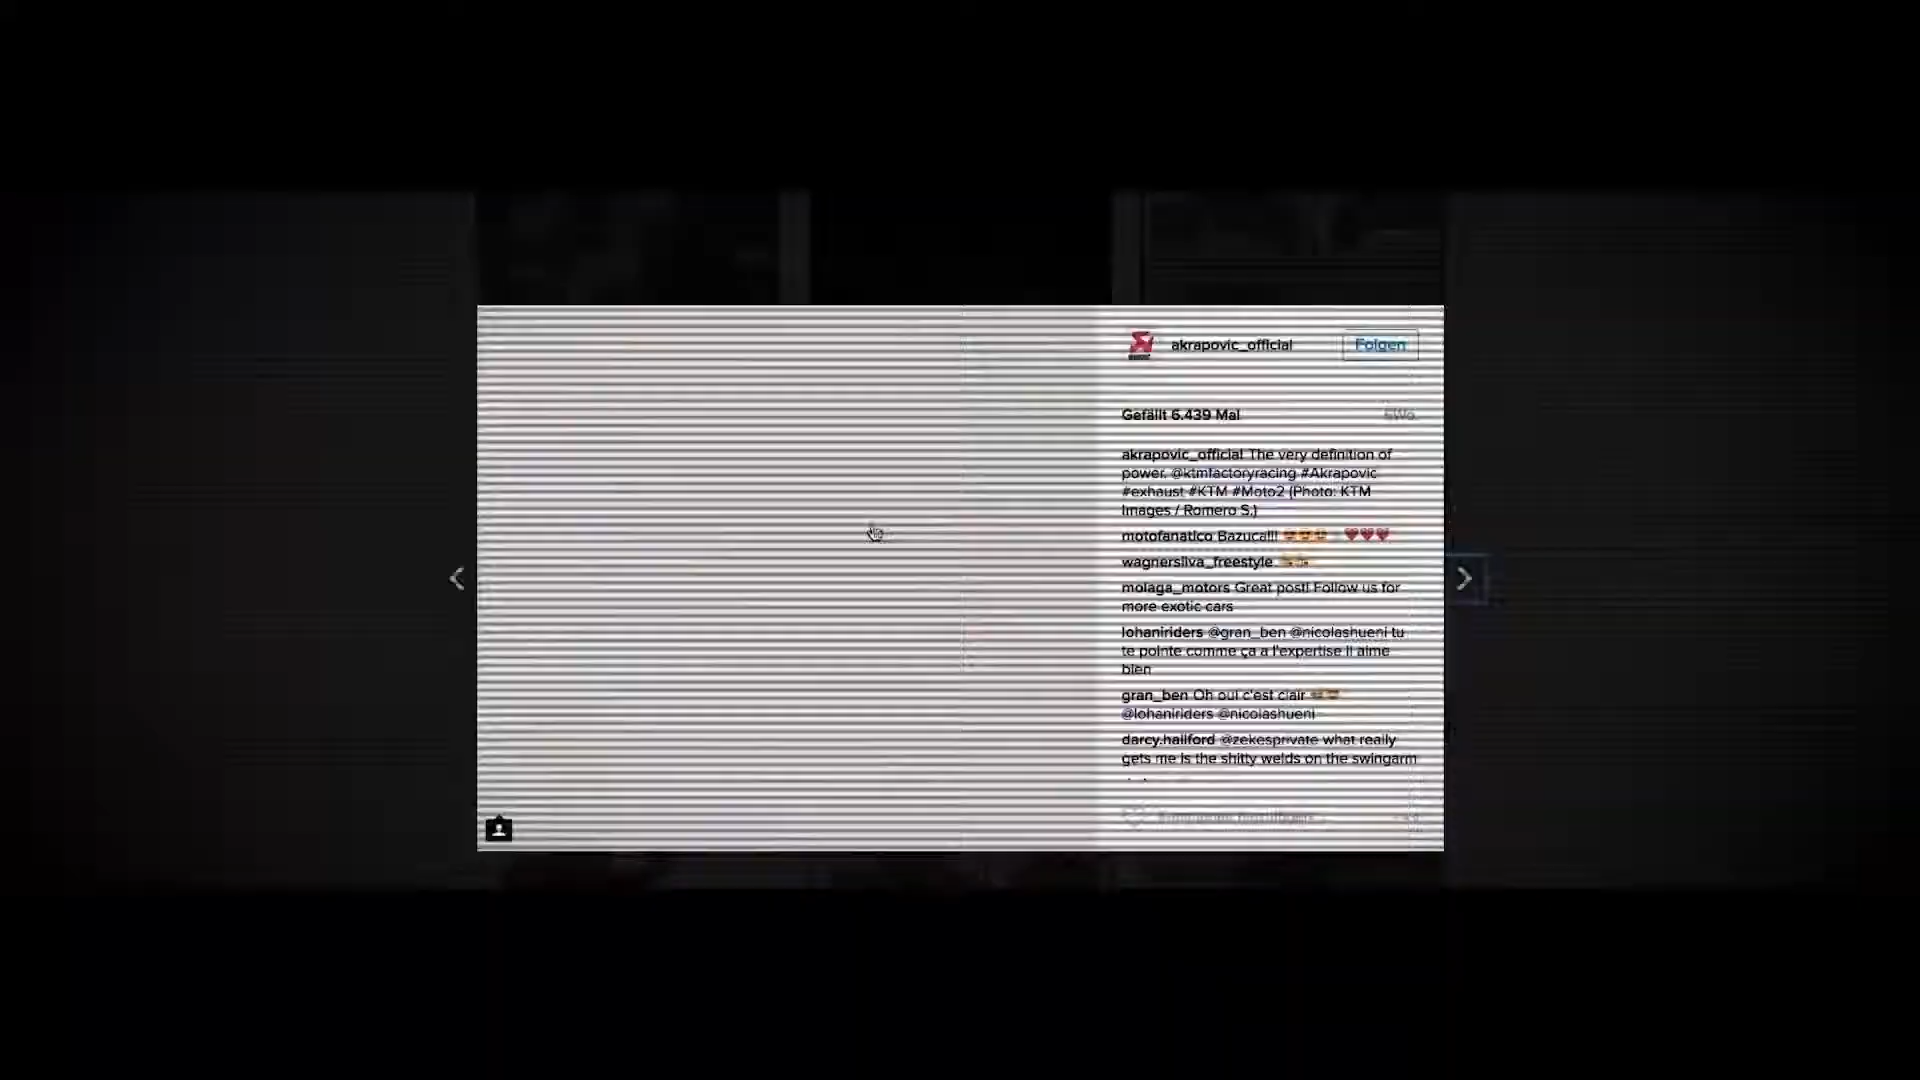 akrapovic_official
Folgen
Gefällt 6.439 Mal
akrapovic_official The very definition of
power. @ktmfactoryracing #Akrapovic
#exhaust #KTM #Moto2 (Photo: KTM
Images / Romero S.)
motofanatico Bazuca!!!
wagnersilva_freestyle
molaga_motors Great post! Follow us for
more exotic cars
lohaniriders @gran_ben @nicolashueni tu
te pointe comme ça a l'expertise il aime
bien
gran_ben Oh oui c'est clair
@lohaniriders @nicolashueni
darcy.hallford @zekesprivate what really
gets me is the shitty welds on the swingarm